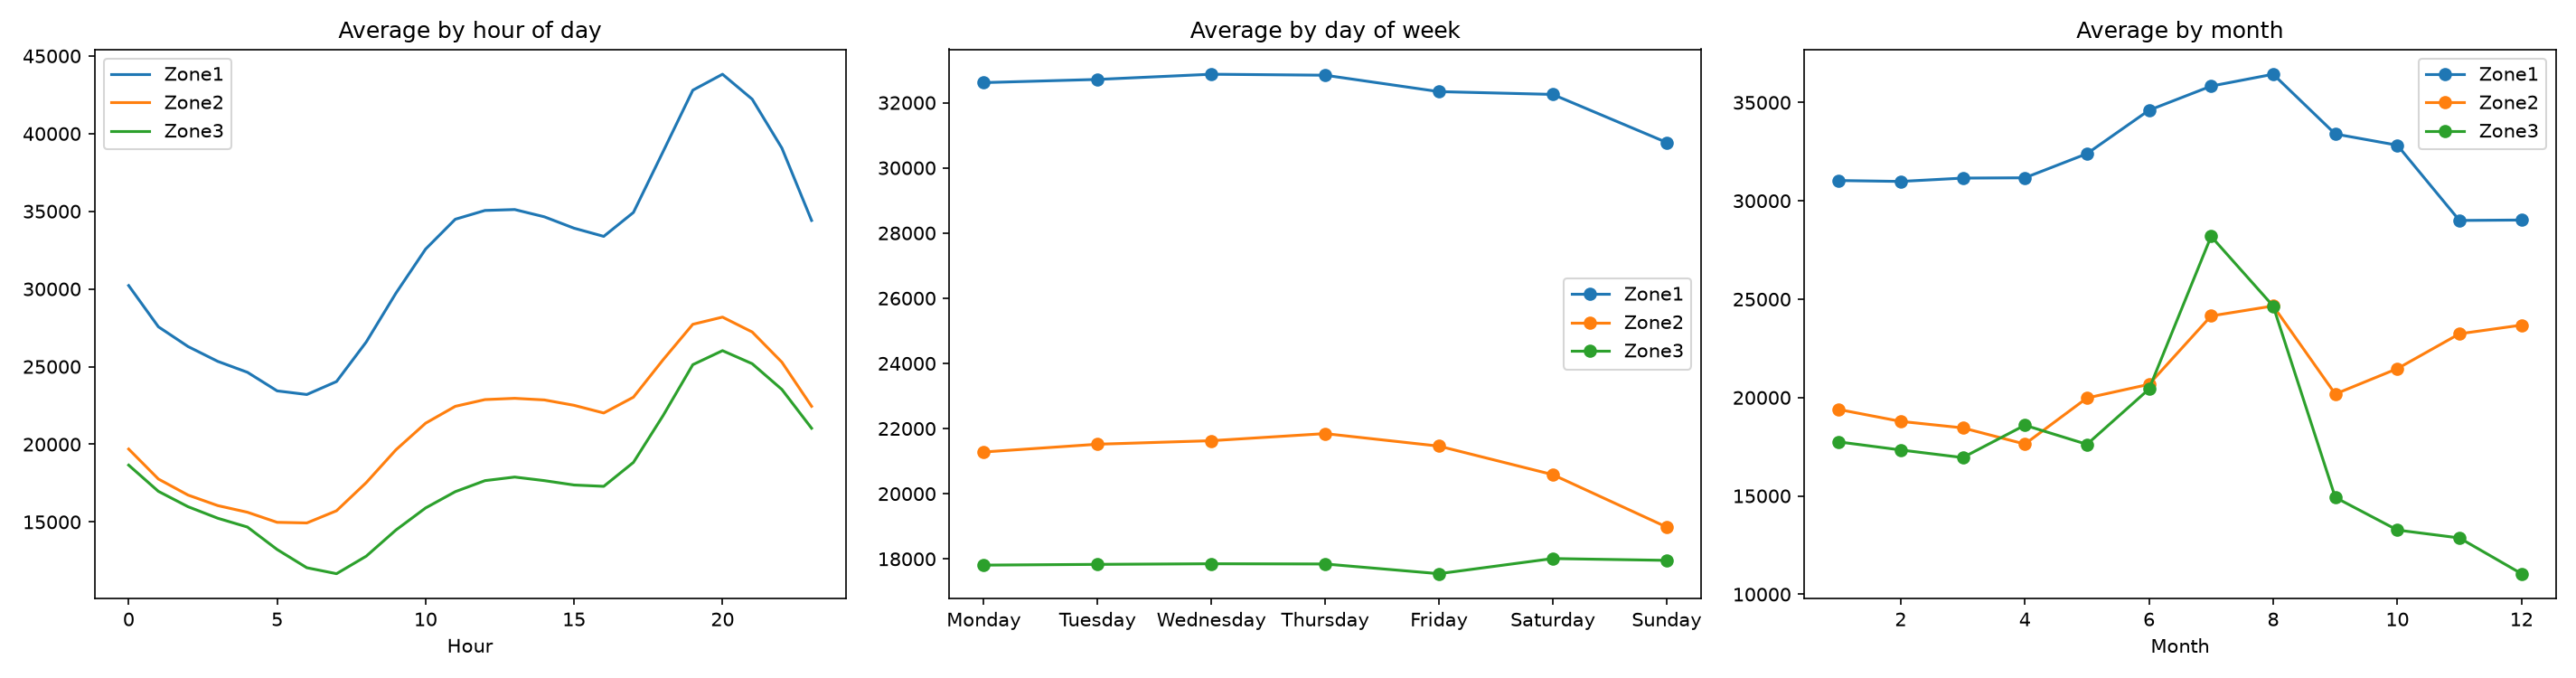 Average by hour of day
45000
40000
35000
30000
25000
20000
15000
Zone1
Zone2
Zone3
0 5 10 15 20
Hour
Average by day of week
32000
30000
28000
26000
24000
22000
20000
18000
Zone1
Zone2
Zone3
Monday Tuesday Wednesday Thursday Friday Saturday Sunday
Average by month
35000
30000
25000
20000
15000
10000
Zone1
Zone2
Zone3
2 4 6 8 10 12
Month